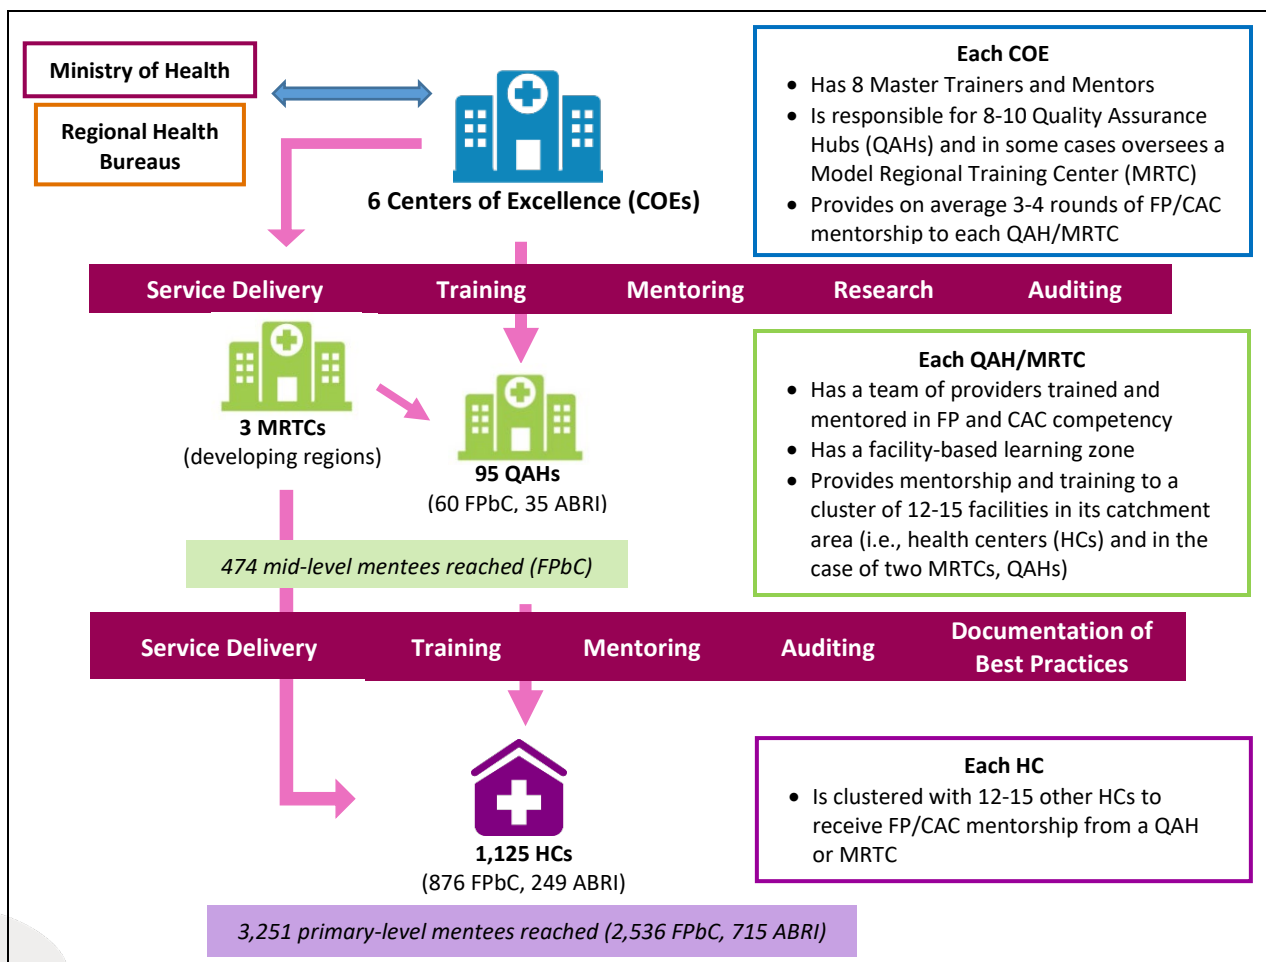 Ministry of Health
Regional Health
Bureaus
6 Centers of Excellence (COEs)
Each COE
• Has 8 Master Trainers and Mentors
• Is responsible for 8-10 Quality Assurance
Hubs (QAHs) and in some cases oversees a
Model Regional Training Center (MRTC)
• Provides on average 3-4 rounds of FP/CAC
mentorship to each QAH/MRTC
Service Delivery Training Mentoring Research Auditing
3 MRTCs
(developing regions)
95 QAHs
(60 FPbC, 35 ABRI)
474 mid-level mentees reached (FPbC)
Each QAH/MRTC
• Has a team of providers trained and
mentored in FP and CAC competency
• Has a facility-based learning zone
• Provides mentorship and training to a
cluster of 12-15 facilities in its catchment
area (i.e., health centers (HCs) and in the
case of two MRTCs, QAHs)
Service Delivery Training Mentoring Auditing Documentation of
Best Practices
1,125 HCs
(876 FPbC, 249 ABRI)
3,251 primary-level mentees reached (2,536 FPbC, 715 ABRI)
Each HC
• Is clustered with 12-15 other HCs to
receive FP/CAC mentorship from a QAH
or MRTC